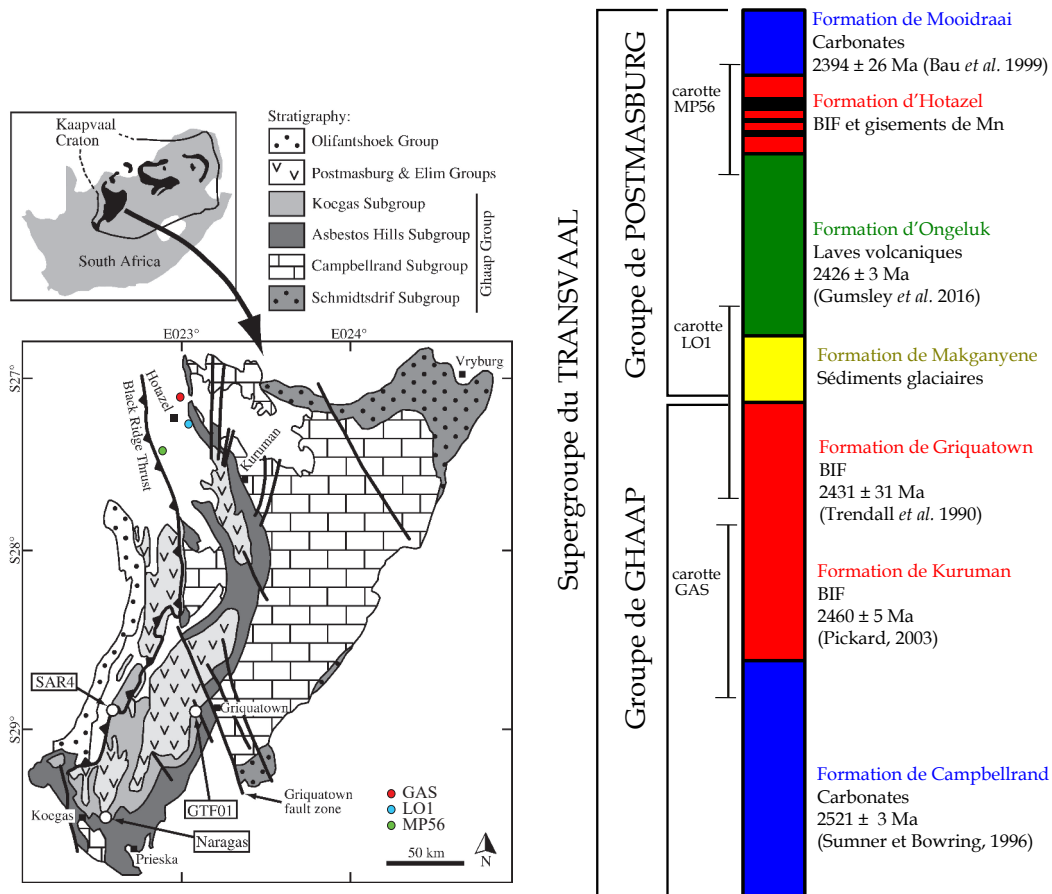 Kaapvaal
Craton
South Africa
Stratigraphy:
Olifantshoek Group
Postmasburg & Elim Groups
Koegas Subgroup
Asbestos Hills Subgroup
Campbellrand Subgroup
Schmidtsdrif Subgroup
Ghaap Group
E023°
E024°
S27°
S28°
S29°
Vryburg
Hotazel
Black Ridge Thrust
Kuruman
SAR4
Griquatown
Koegas
GTF01
Naragas
Prieska
Griquatown
fault zone
GAS
LO1
MP56
50 km
N
Supergroupe du TRANSVAAL
Groupe de POSTMASBURG
Groupe de GHAAP
carotte
MP56
carotte
LO1
carotte
GAS
Formation de Mooidraai
Carbonates
2394 ± 26 Ma (Bau et al. 1999)
Formation d'Hotazel
BIF et gisements de Mn
Formation d'Ongeluk
Laves volcaniques
2426 ± 3 Ma
(Gumsley et al. 2016)
Formation de Makganyene
Sédiments glaciaires
Formation de Griquatown
BIF
2431 ± 31 Ma
(Trendall et al. 1990)
Formation de Kuruman
BIF
2460 ± 5 Ma
(Pickard, 2003)
Formation de Campbellrand
Carbonates
2521 ± 3 Ma
(Sumner et Bowring, 1996)